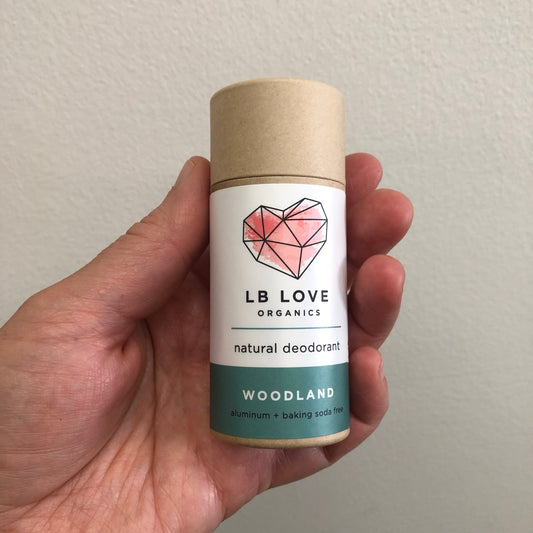 LB LOVE
ORGANICS
natural deodorant
WOODLAND
aluminum + baking soda free